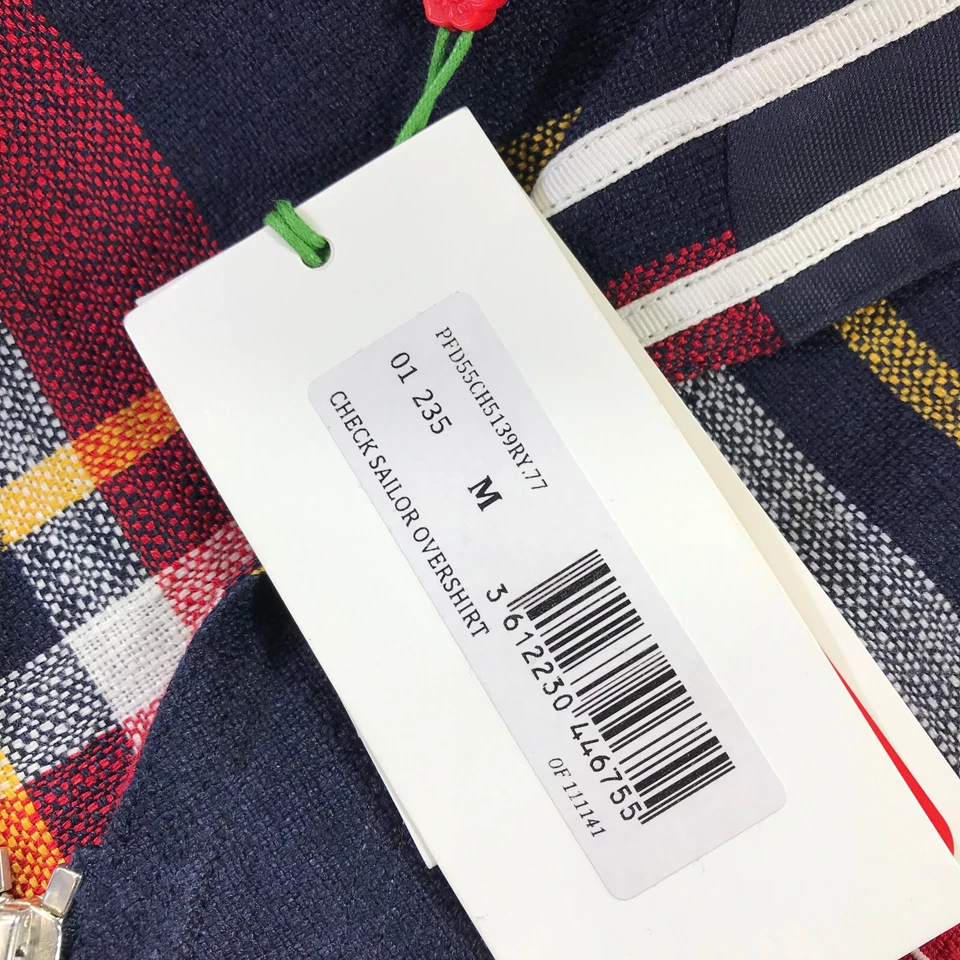 PFD55CH5139RY.77
01 235 M
CHECK SAILOR OVERSHIRT
3 612230 446755
OF 111141